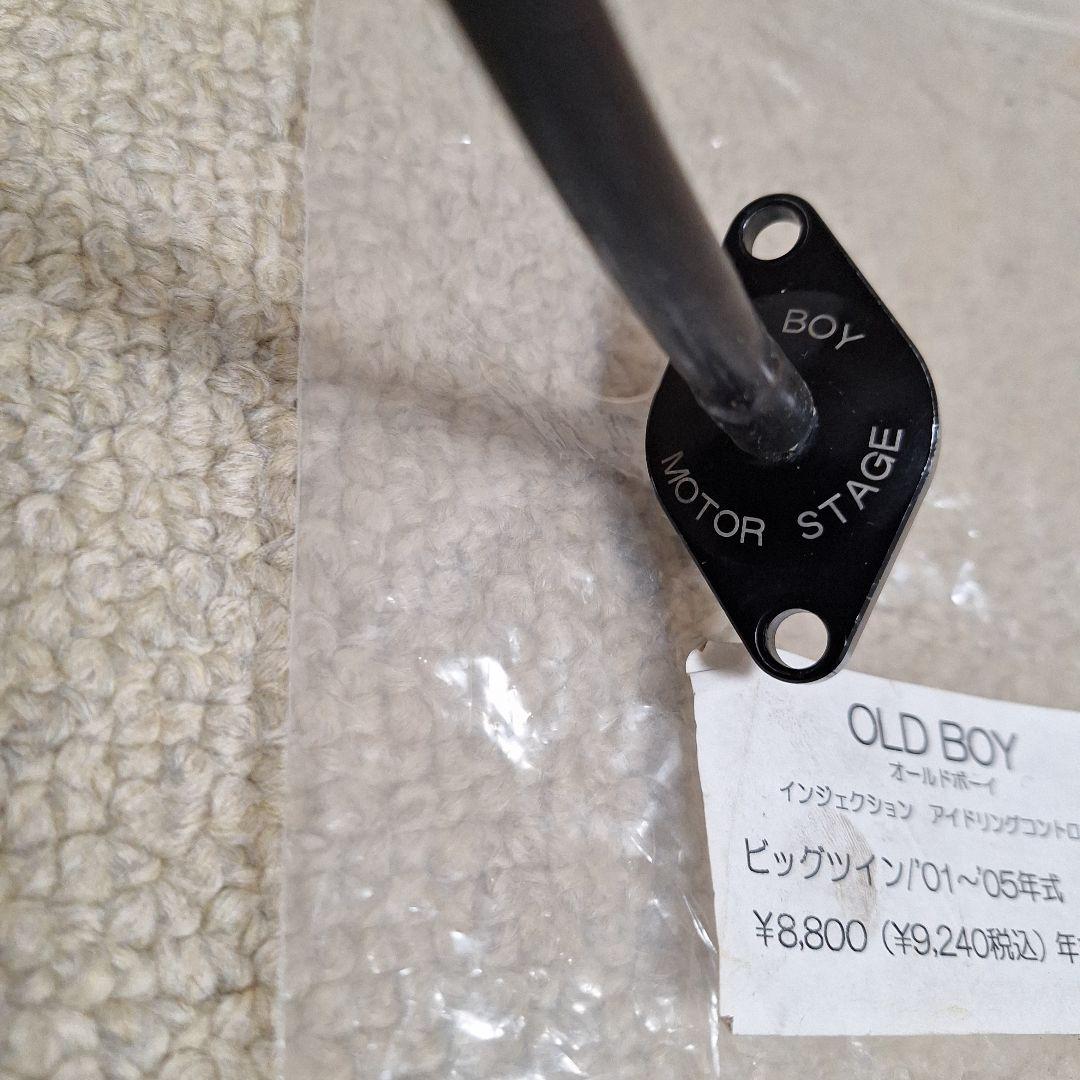 BOY
MOTOR STAGE
OLD BOY
オールドボーイ
インジェクション アイドリングコントロ
ビッグツイン/'01～'05年式
¥8,800 (¥9,240税込) 年